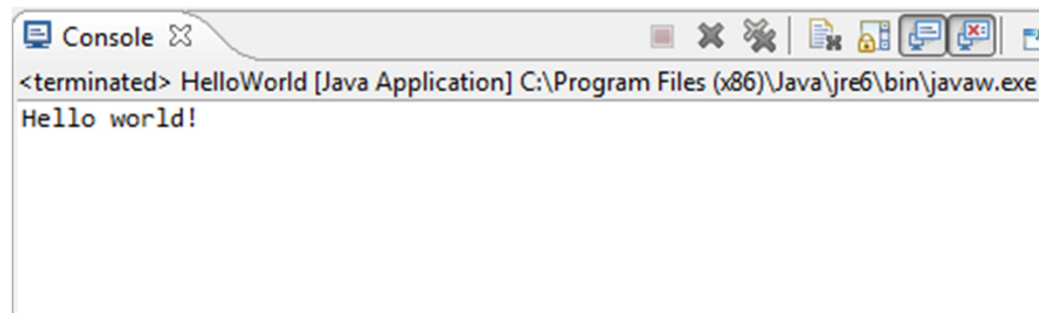 Console
<terminated> HelloWorld [Java Application] C:\Program Files (x86)\Java\jre6\bin\javaw.exe
Hello world!